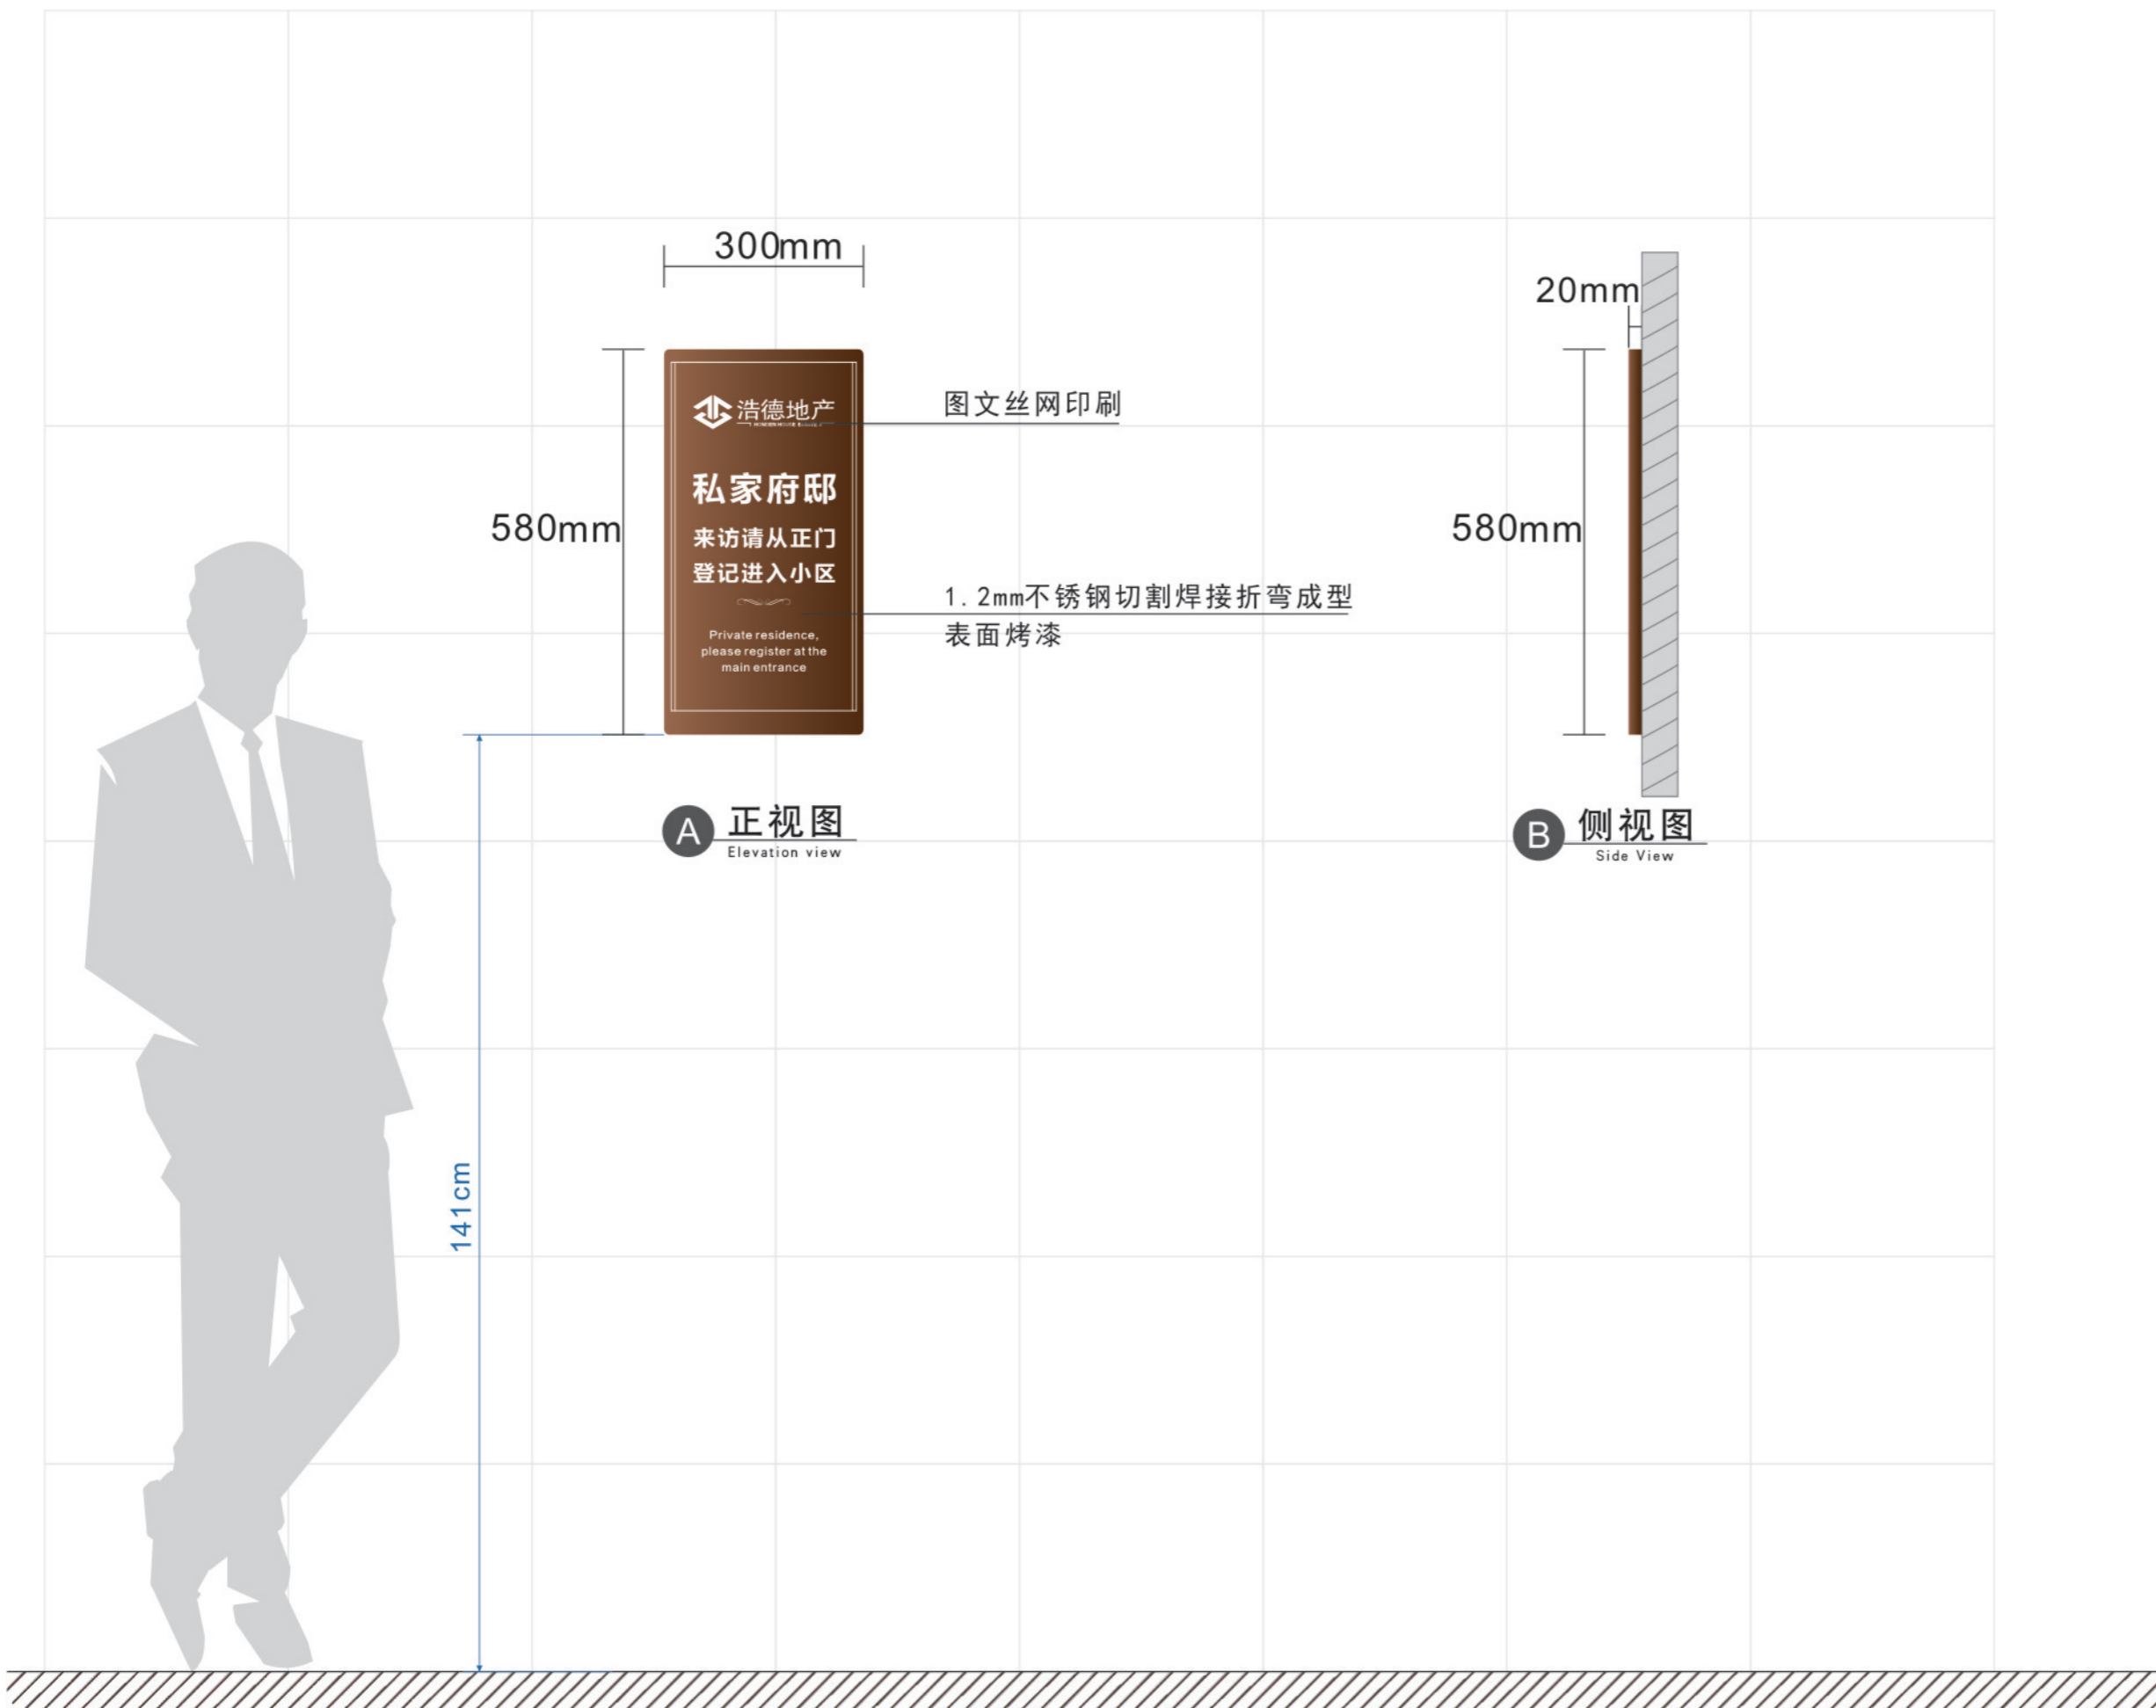 300mm
20mm
浩德地产
图文丝网印刷
私家府邸
580mm
580mm
来访请从正门
登记进入小区
1.2mm不锈钢切割焊接折弯成型
表面烤漆
Private residence,
please register at the
main entrance
A 正视图
Elevation view
B 侧视图
Side View
141cm